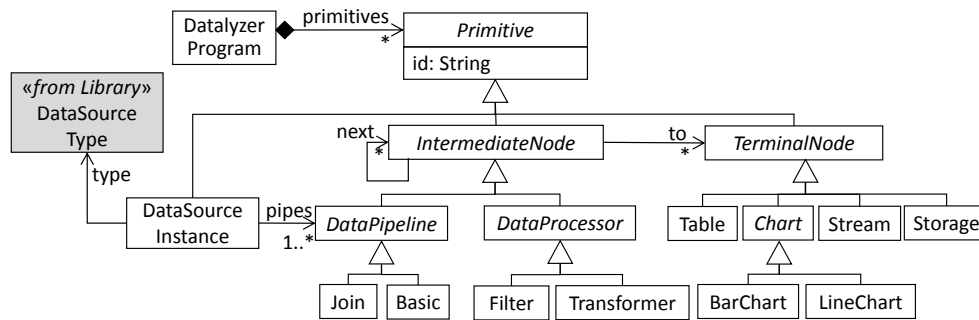 Datalyzer
Program
primitives
*
Primitive
id: String
«from Library»
DataSource
Type
type
next
*
IntermediateNode
to
*
TerminalNode
DataSource
Instance
pipes
1..*
DataPipeline
DataProcessor
Table
Chart
Stream
Storage
Join
Basic
Filter
Transformer
BarChart
LineChart